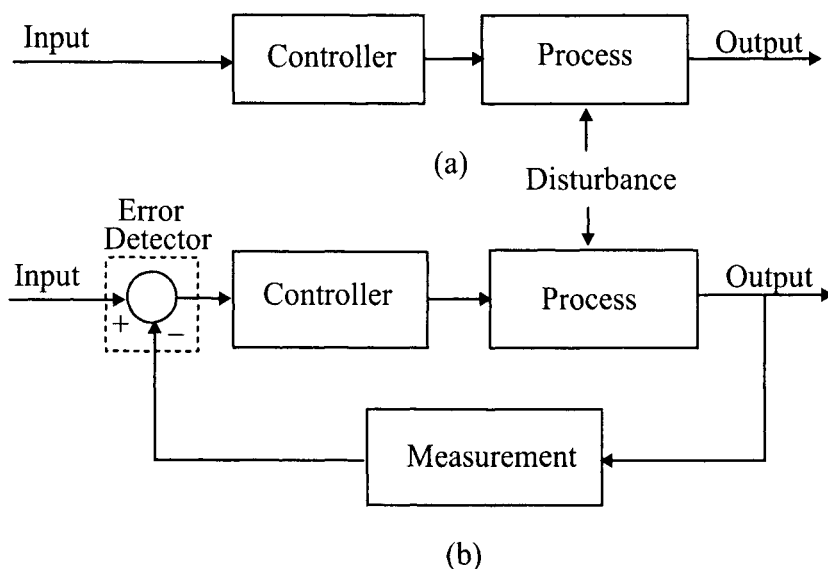 Input
Controller
Process
Output
(a)
Disturbance
Error
Detector
Input
+
−
Controller
Process
Output
Measurement
(b)